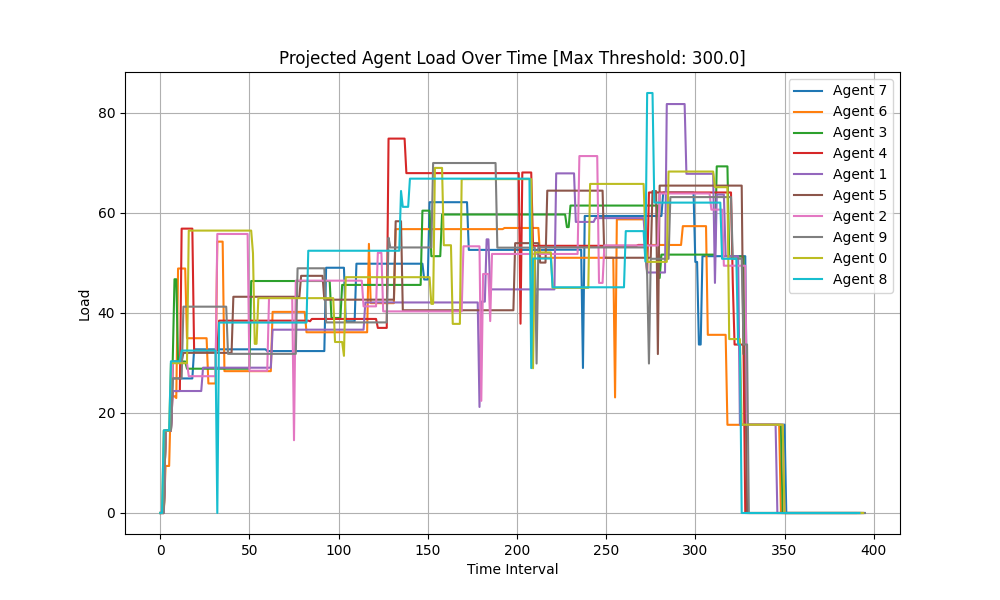 Projected Agent Load Over Time [Max Threshold: 300.0]
Agent 7
Agent 6
Agent 3
Agent 4
Agent 1
Agent 5
Agent 2
Agent 9
Agent 0
Agent 8
Load
80
60
40
20
0
0 50 100 150 200 250 300 350 400
Time Interval